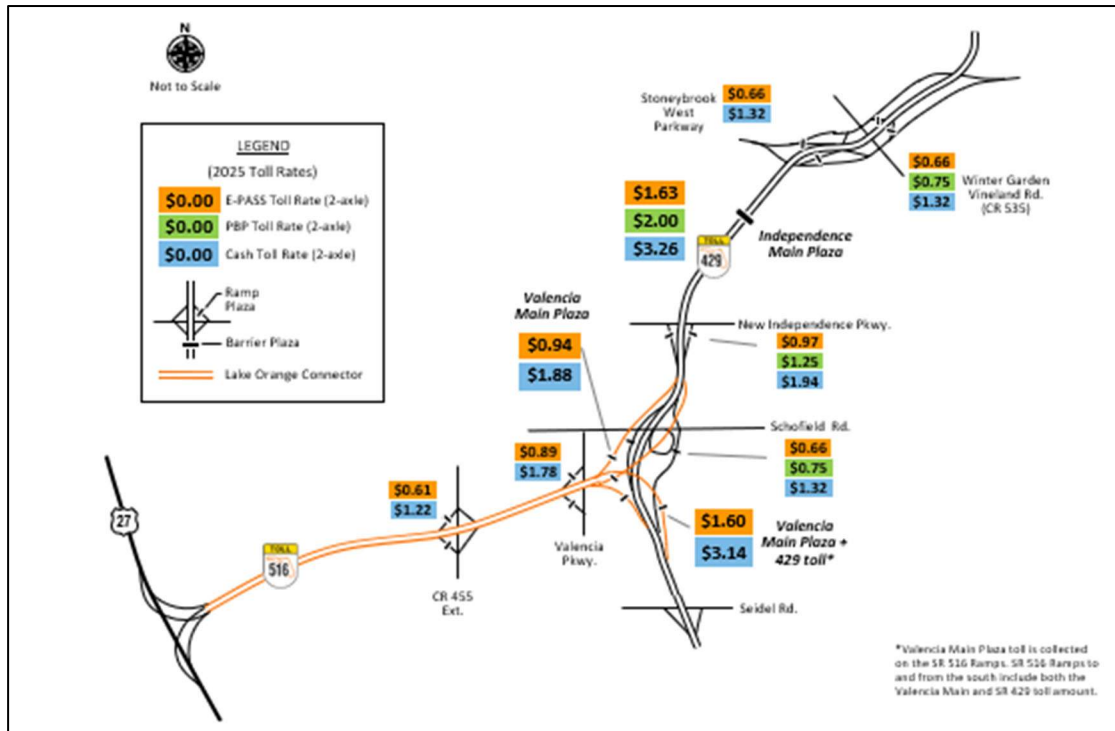 N
Not to Scale
LEGEND
(2025 Toll Rates)
$0.00 E-PASS Toll Rate (2-axle)
$0.00 PBP Toll Rate (2-axle)
$0.00 Cash Toll Rate (2-axle)
Ramp
Plaza
Barrier Plaza
Lake Orange Connector
Stoneybrook
West
Parkway
$0.66
$1.32
$0.66
$0.75
$1.32
Winter Garden
Vineland Rd.
(CR 535)
$1.63
$2.00
$3.26
TOLL
429
Independence
Main Plaza
Valencia
Main Plaza
$0.94
$1.88
New Independence Pkwy.
$0.97
$1.25
$1.94
Schofield Rd.
$0.66
$0.75
$1.32
$0.89
$1.78
Valencia
Pkwy.
$0.61
$1.22
CR 455
Ext.
$1.60
$3.14
Valencia
Main Plaza +
429 toll*
27
TOLL
516
Seidel Rd.
*Valencia Main Plaza toll is collected
on the SR 516 Ramps. SR 516 Ramps to
and from the south include both the
Valencia Main and SR 429 toll amount.